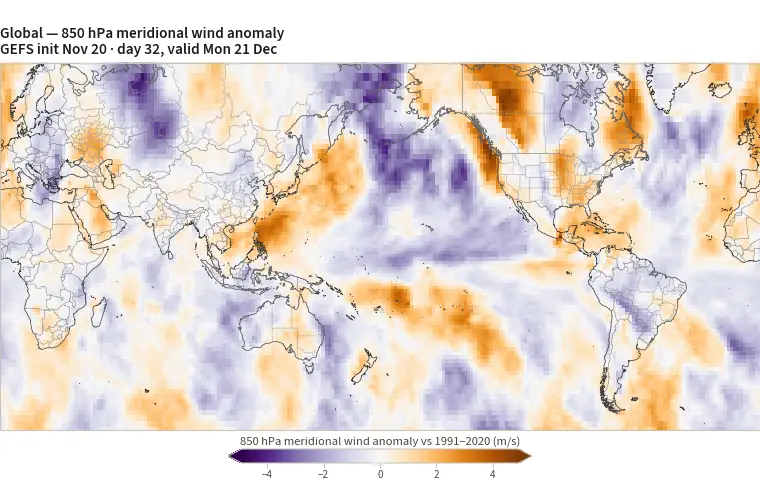 Global — 850 hPa meridional wind anomaly
GEFS init Nov 20 · day 32, valid Mon 21 Dec
850 hPa meridional wind anomaly vs 1991–2020 (m/s)
−4 −2 0 2 4